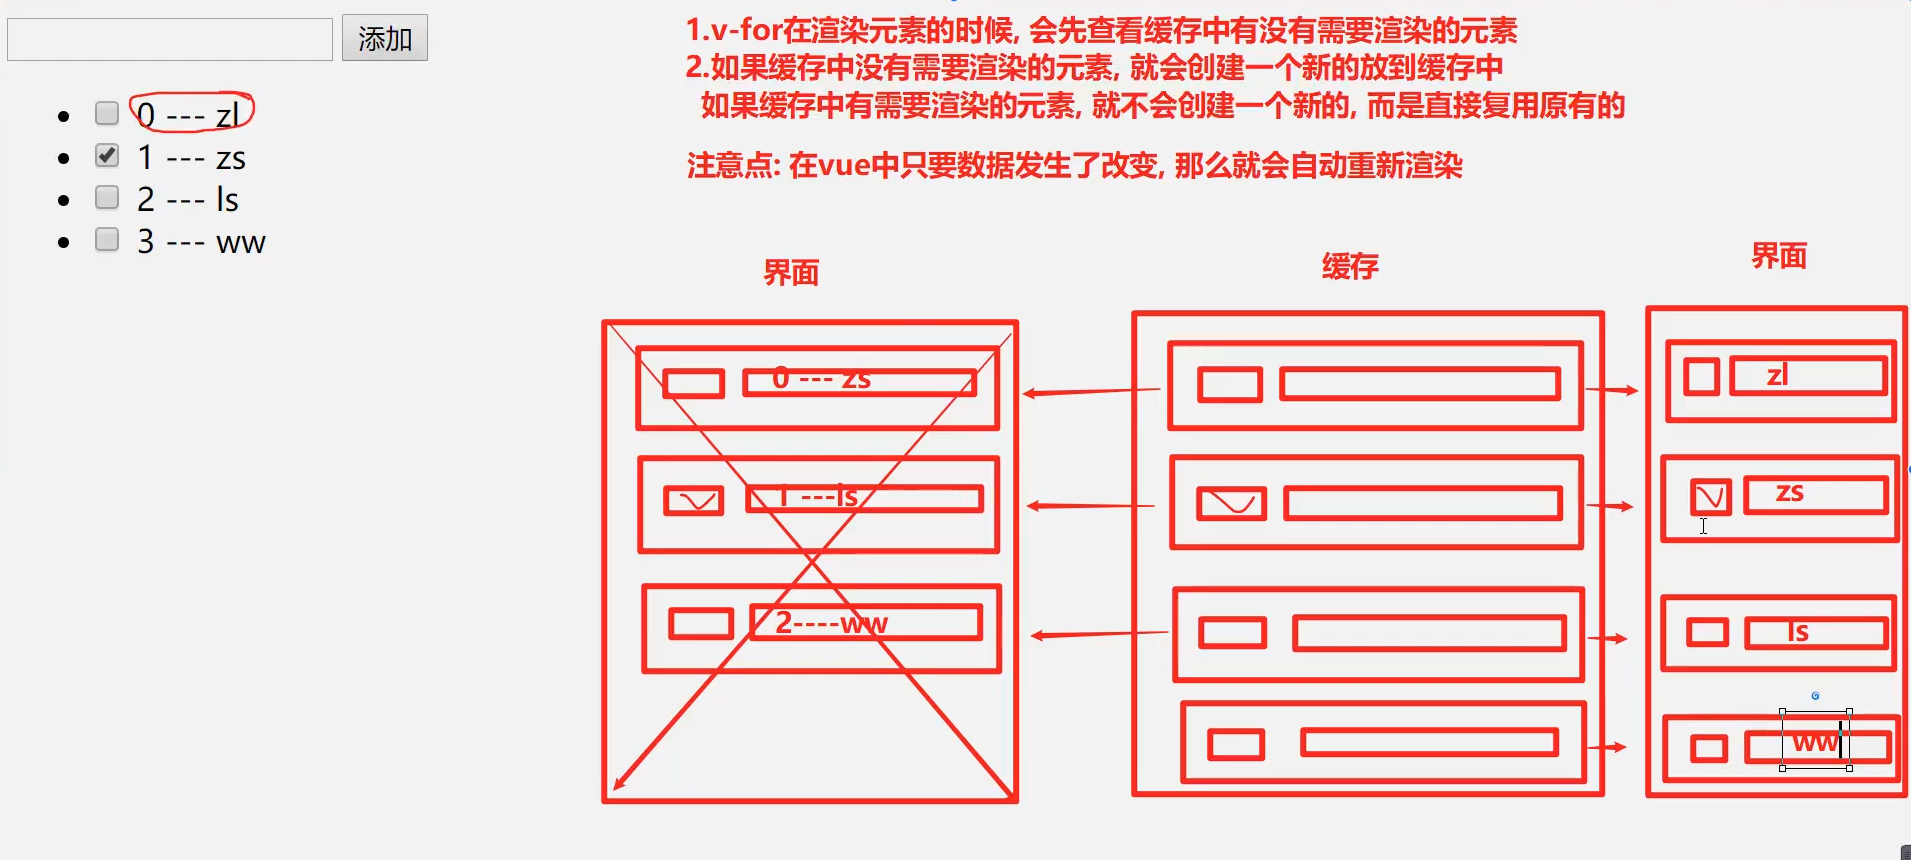 添加
0 --- zl
1 --- zs
2 --- ls
3 --- ww
1.v-for在渲染元素的时候, 会先查看缓存中有没有需要渲染的元素
2.如果缓存中没有需要渲染的元素, 就会创建一个新的放到缓存中
如果缓存中有需要渲染的元素, 就不会创建一个新的, 而是直接复用原有的
注意点: 在vue中只要数据发生了改变, 那么就会自动重新渲染
界面
0 --- zs
1 ---ls
2----ww
缓存
界面
zl
zs
ls
ww